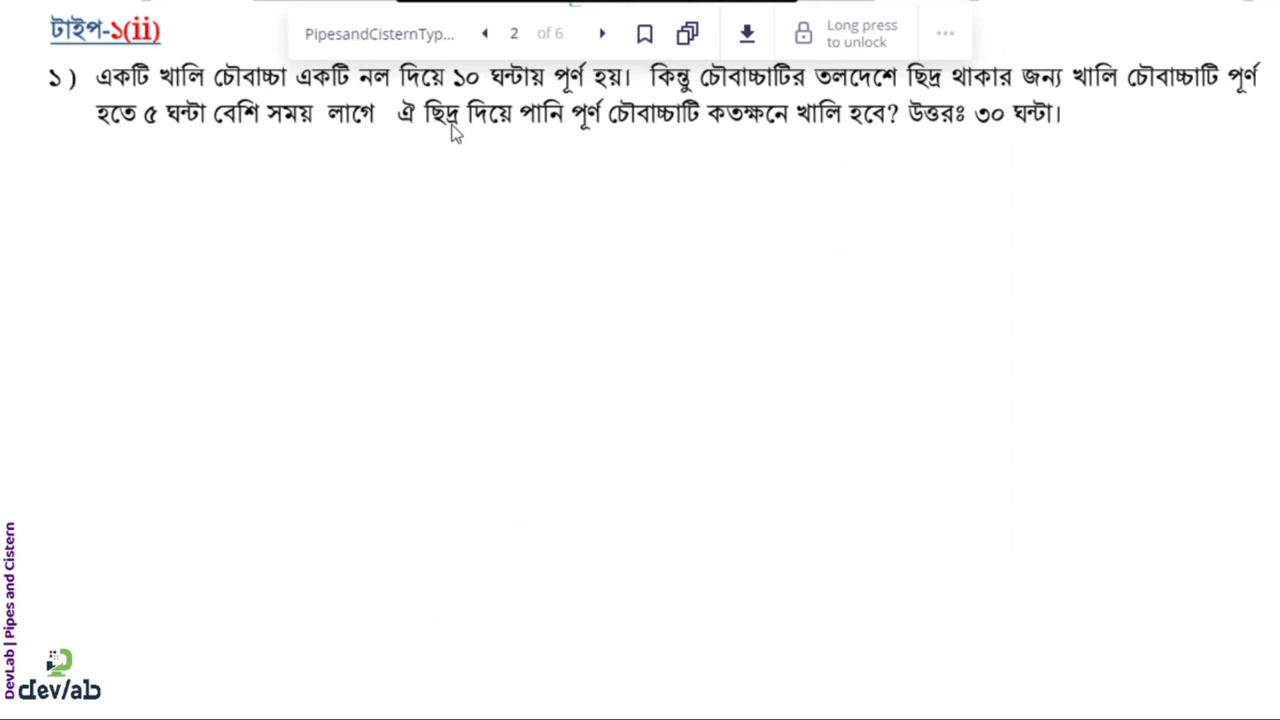 টাইপ-১(ii)
PipesandCisternTyp... 2 of 6 Long press to unlock ...
১) একটি খালি চৌবাচ্চা একটি নল দিয়ে ১০ ঘন্টায় পূর্ণ হয়। কিন্তু চৌবাচ্চাটির তলদেশে ছিদ্র থাকার জন্য খালি চৌবাচ্চাটি পূর্ণ
হতে ৫ ঘন্টা বেশি সময় লাগে ঐ ছিদ্র দিয়ে পানি পূর্ণ চৌবাচ্চাটি কতক্ষনে খালি হবে? উত্তরঃ ৩০ ঘন্টা।
DevLab | Pipes and Cistern
dev/ab